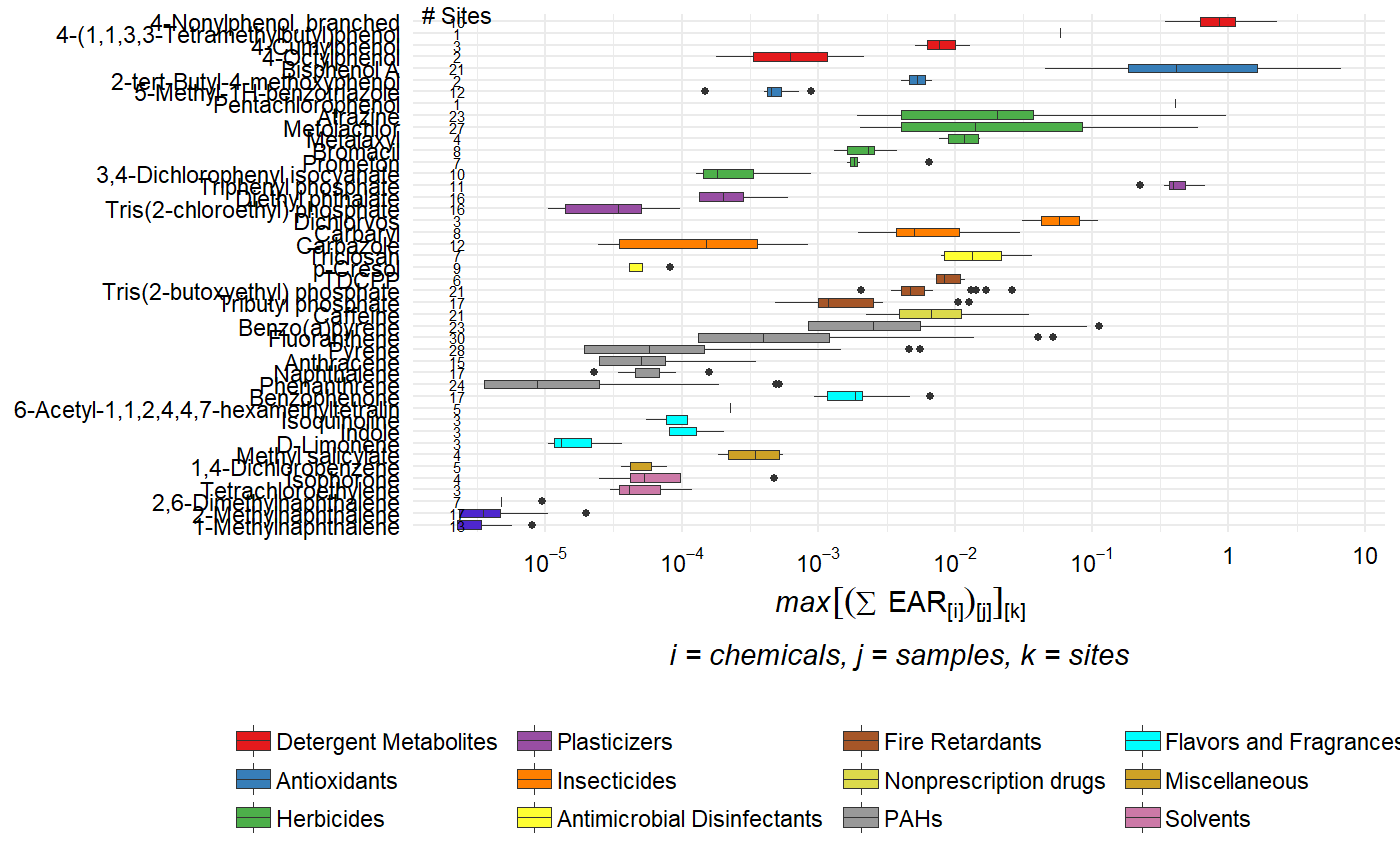 # Sites
4-Nonylphenol, branched 10
4-(1,1,3,3-Tetramethylbutyl)phenol 1
4-Cumylphenol 3
4-Octylphenol 2
Bisphenol A 21
2-tert-Butyl-4-methoxyphenol 2
5-Methyl-1H-benzotriazole 12
Pentachlorophenol 1
Atrazine 23
Metolachlor 27
Metalaxyl 4
Bromacil 8
Prometon 7
3,4-Dichlorophenyl isocyanate 10
Triphenyl phosphate 11
Diethyl phthalate 16
Tris(2-chloroethyl) phosphate 16
Dichlorvos 3
Carbaryl 8
Carbazole 12
Triclosan 7
p-Cresol 9
TDCPP 6
Tris(2-butoxyethyl) phosphate 21
Tributyl phosphate 17
Caffeine 21
Benzo(a)pyrene 23
Fluoranthene 30
Pyrene 28
Anthracene 15
Naphthalene 17
Phenanthrene 24
Benzophenone 17
6-Acetyl-1,1,2,4,4,7-hexamethyltetralin 5
Isoquinoline 3
Indole 3
D-Limonene 3
Methyl salicylate 4
1,4-Dichlorobenzene 5
Isophorone 4
Tetrachloroethylene 3
2,6-Dimethylnaphthalene 7
2-Methylnaphthalene 17
1-Methylnaphthalene 18
10−5 10−4 10−3 10−2 10−1 1 10
max[(∑ EAR[i])[j]][k]
i = chemicals, j = samples, k = sites
Detergent Metabolites Plasticizers Fire Retardants Flavors and Fragrances
Antioxidants Insecticides Nonprescription drugs Miscellaneous
Herbicides Antimicrobial Disinfectants PAHs Solvents